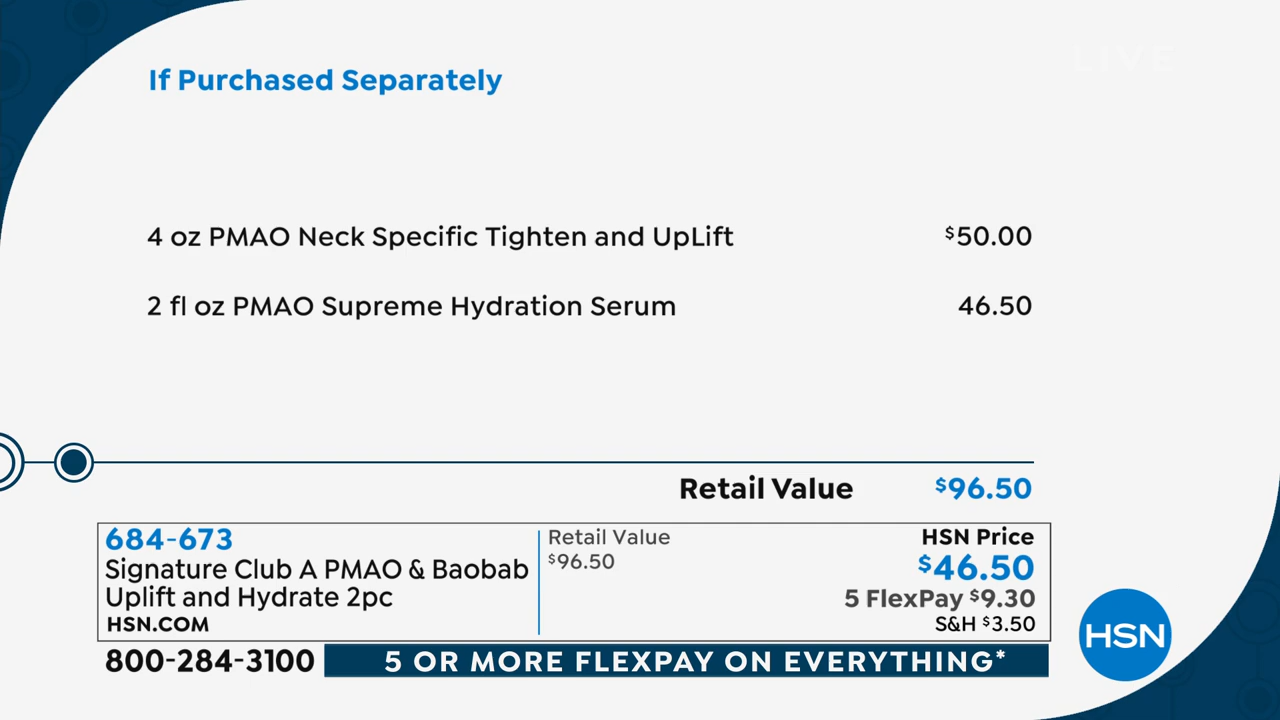 LIVE
If Purchased Separately
4 oz PMAO Neck Specific Tighten and UpLift $50.00
2 fl oz PMAO Supreme Hydration Serum 46.50
Retail Value $96.50
684-673
Signature Club A PMAO & Baobab
Uplift and Hydrate 2pc
HSN.COM
Retail Value
$96.50
HSN Price
$46.50
5 FlexPay $9.30
S&H $3.50
HSN
800-284-3100 5 OR MORE FLEXPAY ON EVERYTHING*